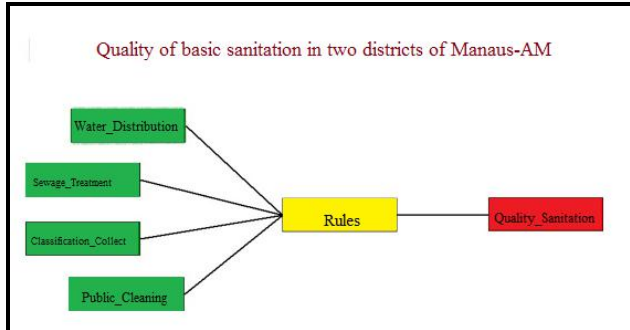 Quality of basic sanitation in two districts of Manaus-AM
Water_Distribution
Sewage_Treatment
Classification_Collect
Public_Cleaning
Rules
Quality_Sanitation